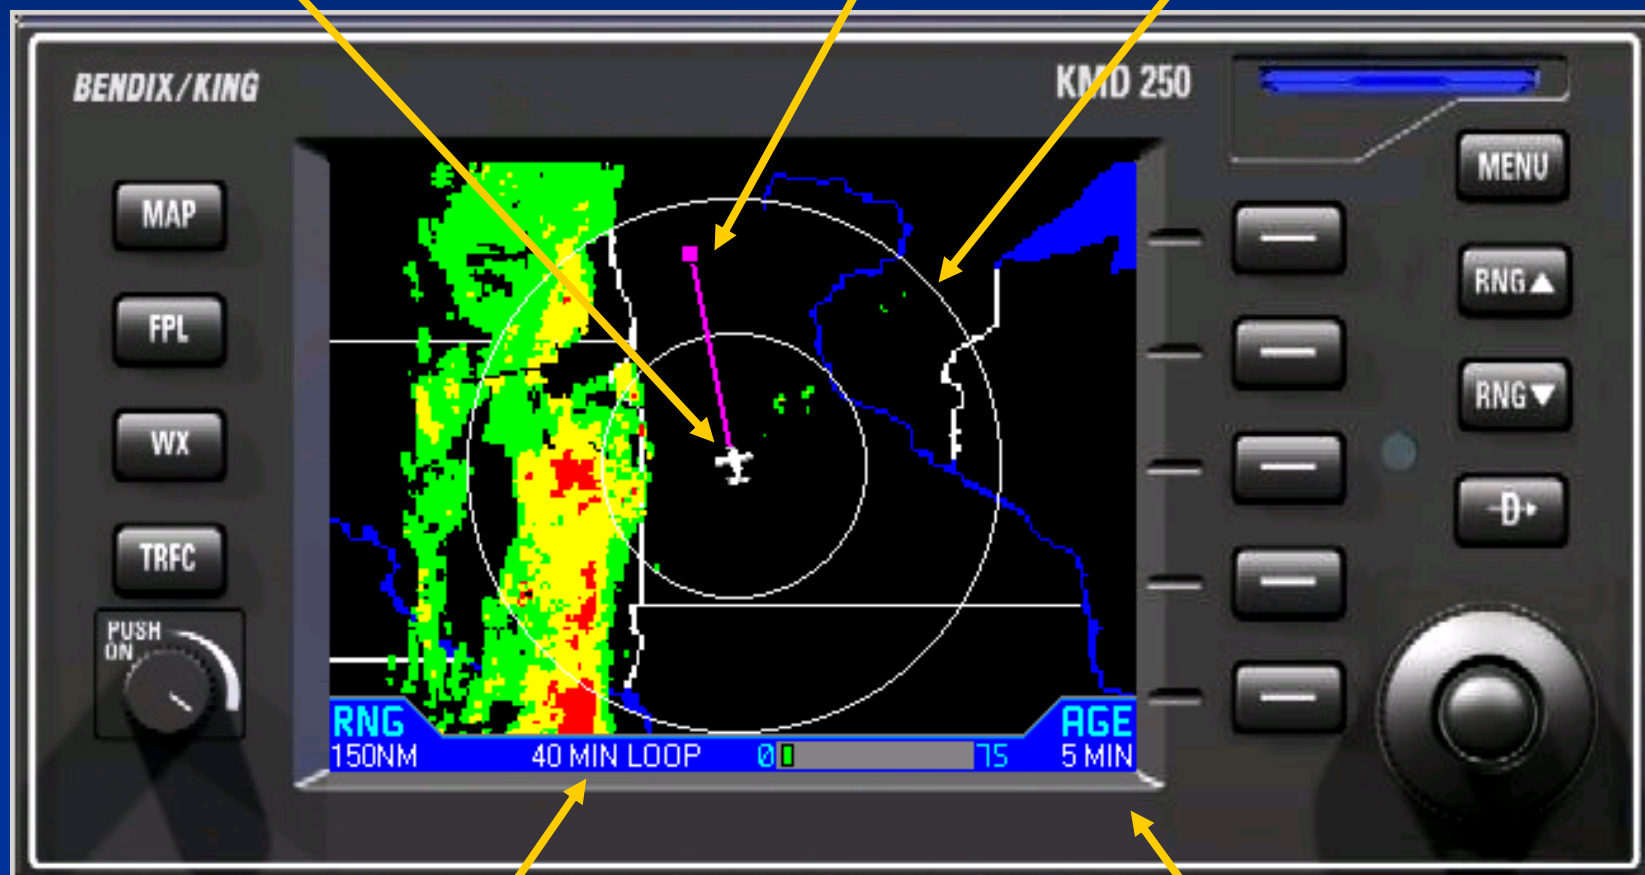 BENDIX/KING
KMD 250
MAP
FPL
WX
TRFC
PUSH
ON
MENU
RNG▲
RNG▼
D
RNG
150NM
40 MIN LOOP
0
75
AGE
5 MIN